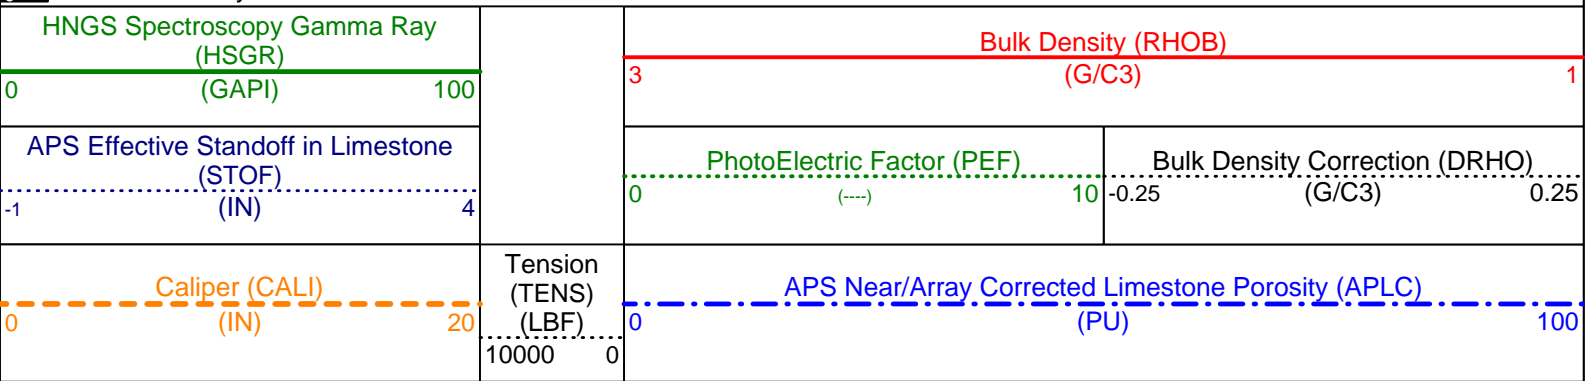 HNGS Spectroscopy Gamma Ray
(HSGR)
0 (GAPI) 100
Bulk Density (RHOB)
3 (G/C3) 1
APS Effective Standoff in Limestone
(STOF)
-1 (IN) 4
PhotoElectric Factor (PEF)
0 (----) 10
Bulk Density Correction (DRHO)
-0.25 (G/C3) 0.25
Caliper (CALI)
0 (IN) 20
Tension
(TENS)
(LBF)
10000 0
APS Near/Array Corrected Limestone Porosity (APLC)
0 (PU) 100